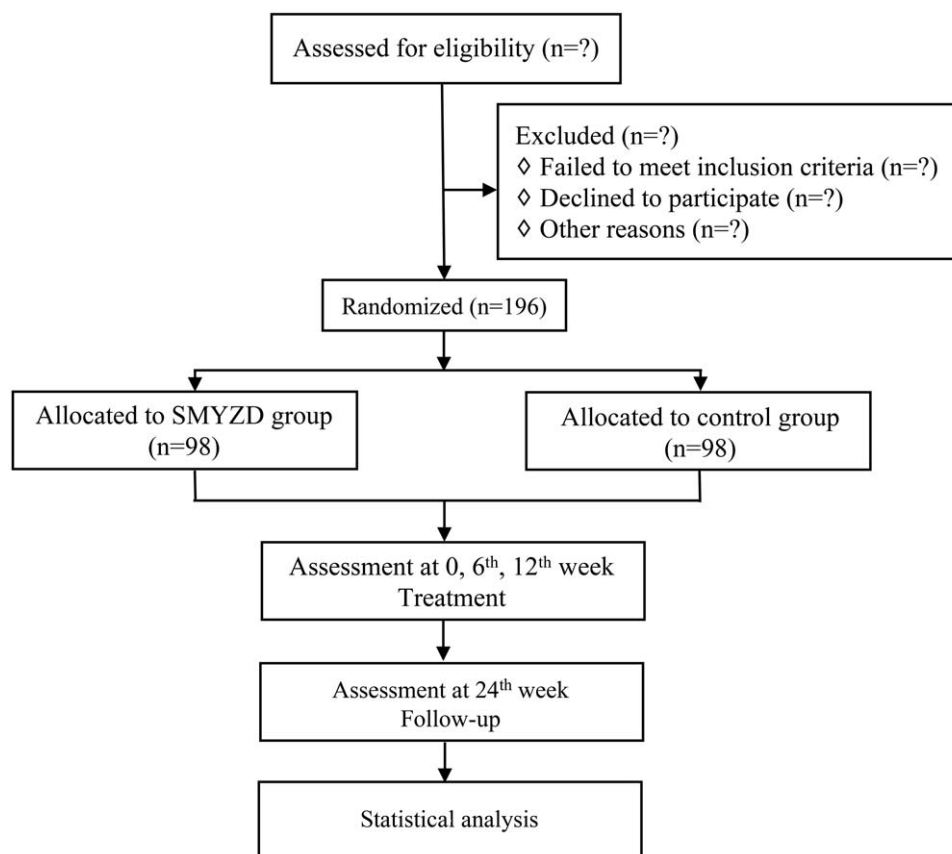 Assessed for eligibility (n=?)
Excluded (n=?)
◊ Failed to meet inclusion criteria (n=?)
◊ Declined to participate (n=?)
◊ Other reasons (n=?)
Randomized (n=196)
Allocated to SMYZD group
(n=98)
Allocated to control group
(n=98)
Assessment at 0, 6th, 12th week
Treatment
Assessment at 24th week
Follow-up
Statistical analysis